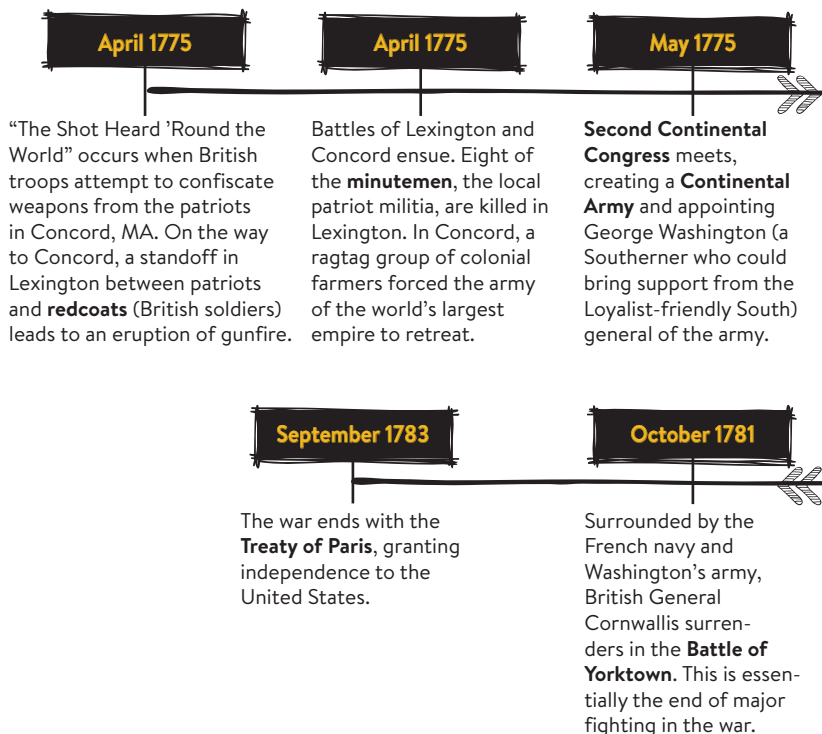 April 1775
“The Shot Heard ’Round the
World” occurs when British
troops attempt to confiscate
weapons from the patriots
in Concord, MA. On the way
to Concord, a standoff in
Lexington between patriots
and redcoats (British soldiers)
leads to an eruption of gunfire.
April 1775
Battles of Lexington and
Concord ensue. Eight of
the minutemen, the local
patriot militia, are killed in
Lexington. In Concord, a
ragtag group of colonial
farmers forced the army
of the world’s largest
empire to retreat.
May 1775
Second Continental
Congress meets,
creating a Continental
Army and appointing
George Washington (a
Southerner who could
bring support from the
Loyalist-friendly South)
general of the army.
September 1783
The war ends with the
Treaty of Paris, granting
independence to the
United States.
October 1781
Surrounded by the
French navy and
Washington’s army,
British General
Cornwallis surren-
ders in the Battle of
Yorktown. This is essen-
tially the end of major
fighting in the war.